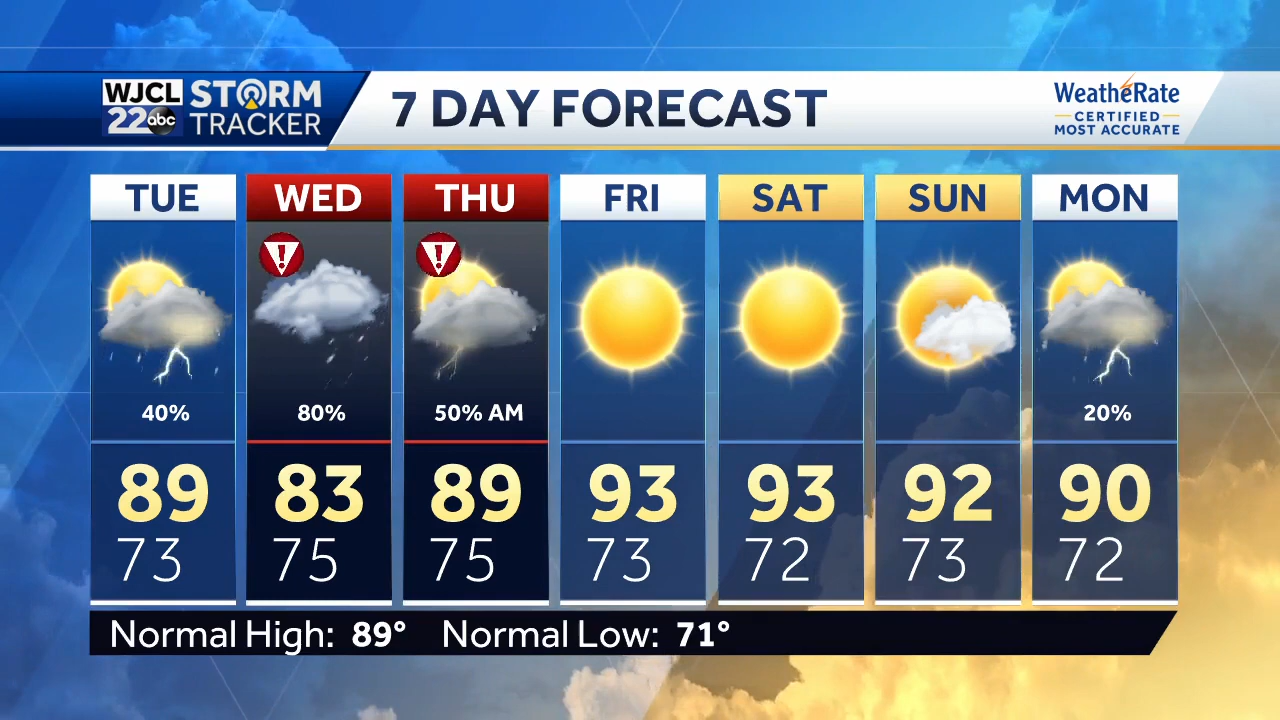 WJCL
22 abc
STORM
TRACKER
7 DAY FORECAST
WeatheRate
CERTIFIED
MOST ACCURATE
TUE WED THU FRI SAT SUN MON
! !
40% 80% 50% AM 20%
89 83 89 93 93 92 90
73 75 75 73 72 73 72
Normal High: 89° Normal Low: 71°